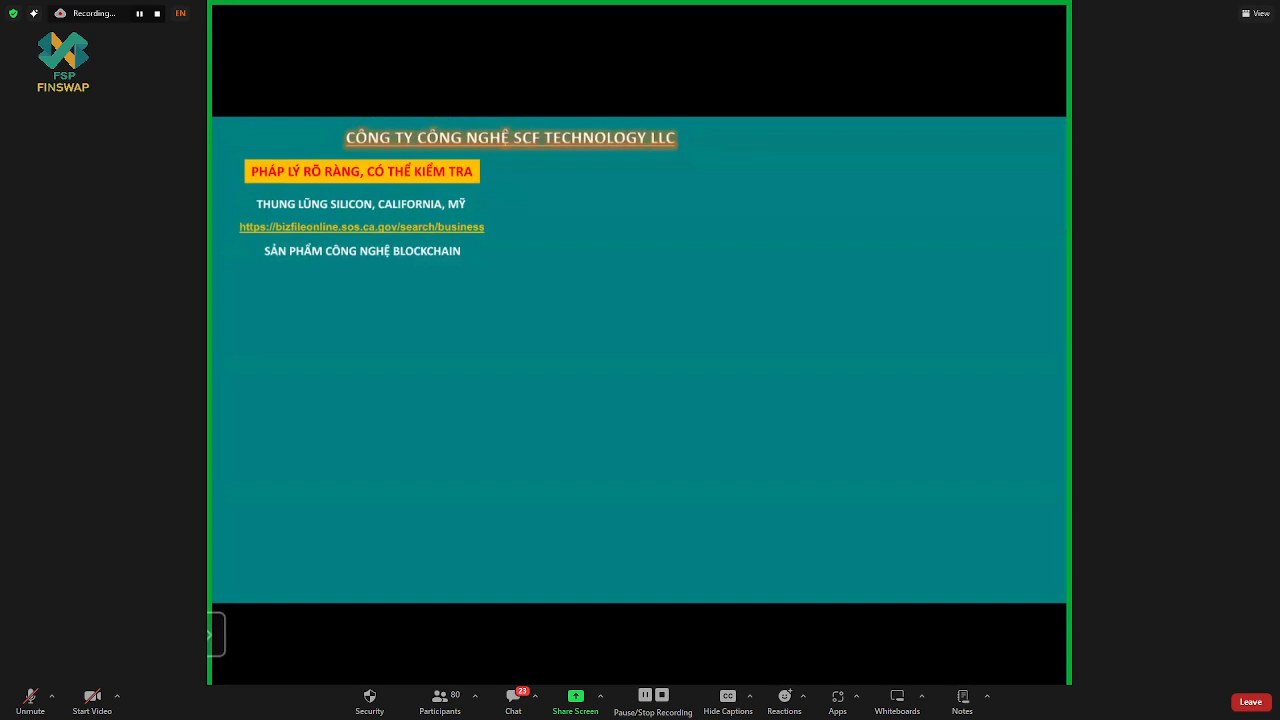 Recording...
EN
View
FSP
FINSWAP
CÔNG TY CÔNG NGHỆ SCF TECHNOLOGY LLC
PHÁP LÝ RÕ RÀNG, CÓ THỂ KIỂM TRA
THUNG LŨNG SILICON, CALIFORNIA, MỸ
https://bizfileonline.sos.ca.gov/search/business
SẢN PHẨM CÔNG NGHỆ BLOCKCHAIN
80
23
Unmute
Start Video
Security
Participants
Chat
Share Screen
Pause/Stop Recording
Hide Captions
Reactions
Apps
Whiteboards
Notes
Leave